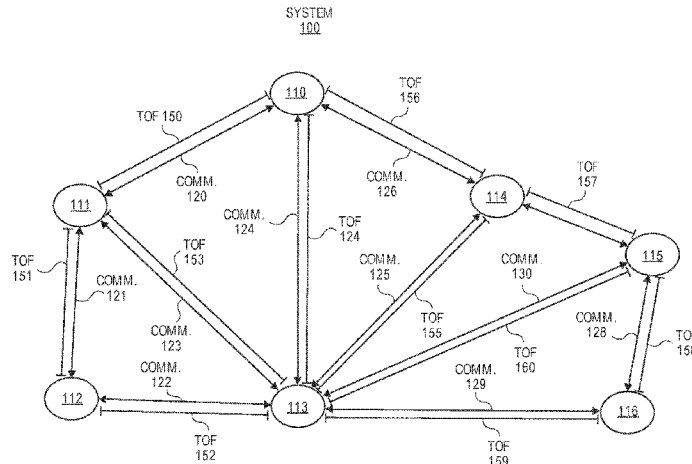 SYSTEM
100
110
TOF 150
COMM.
120
TOF
156
COMM.
126
111
114
TOF
157
COMM.
124
TOF
124
TOF
153
COMM.
123
COMM.
125
TOF
155
115
TOF
151
COMM.
121
COMM.
130
TOF
160
COMM.
128
COMM.
122
COMM.
129
112
113
116
TOF
152
TOF
159